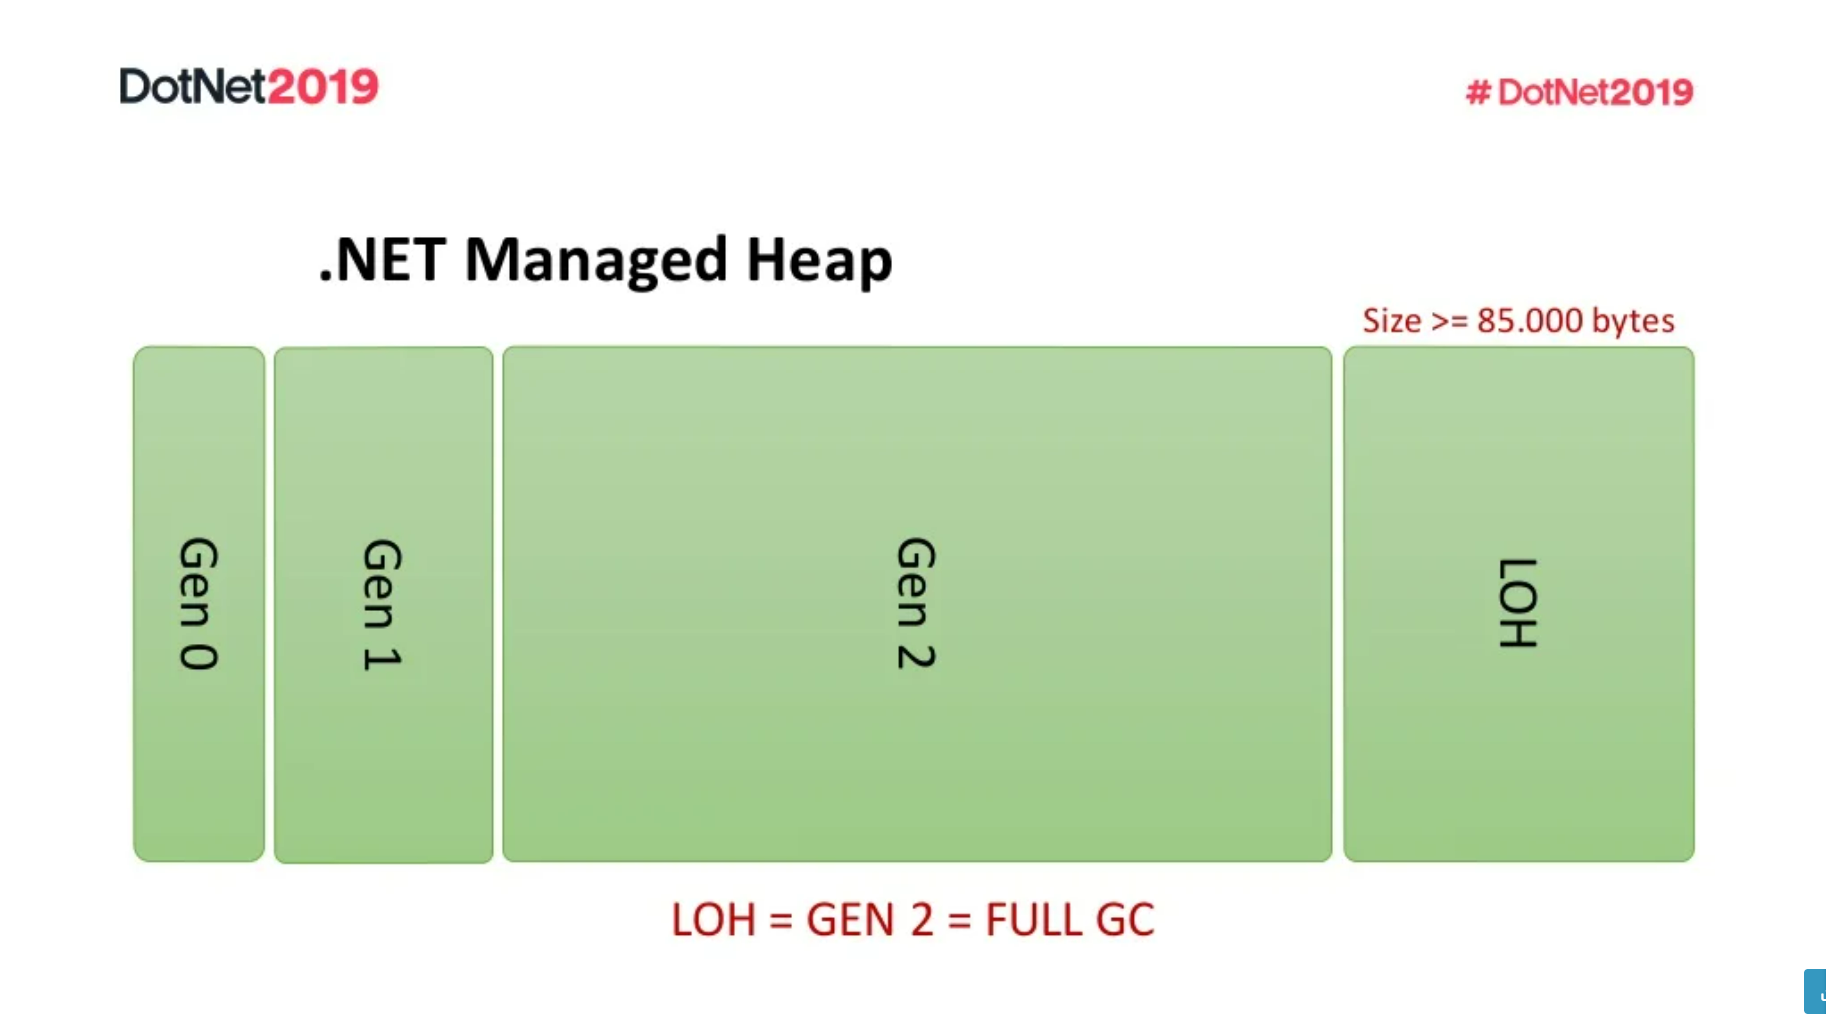 DotNet2019
#DotNet2019
.NET Managed Heap
Size >= 85.000 bytes
Gen 0
Gen 1
Gen 2
LOH
LOH = GEN 2 = FULL GC